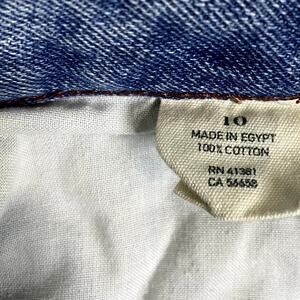 10
MADE IN EGYPT
100% COTTON
RN 41381
CA 56658